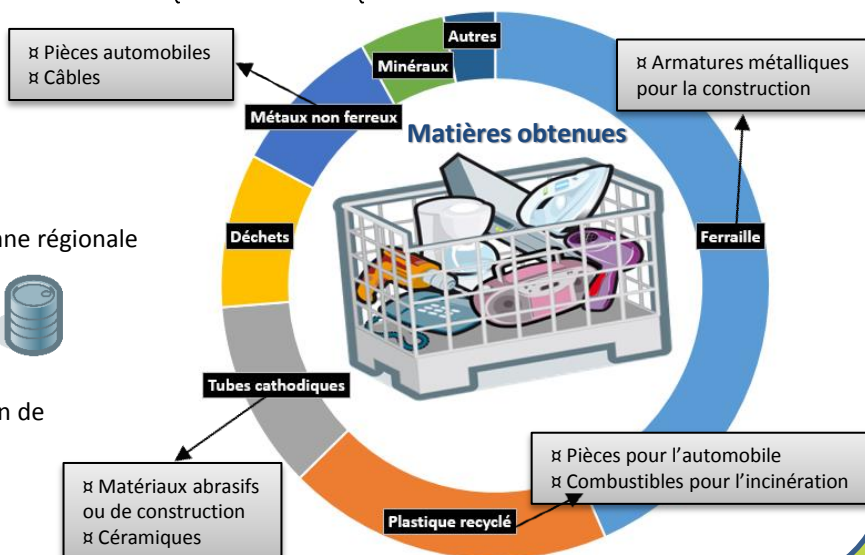 Autres
¤ Pièces automobiles
¤ Câbles
Minéraux
¤ Armatures métalliques
pour la construction
Métaux non ferreux
Matières obtenues
régionale
Déchets
Ferraille
Tubes cathodiques
de
¤ Matériaux abrasifs
ou de construction
¤ Céramiques
¤ Pièces pour l'automobile
¤ Combustibles pour l'incinération
Plastique recyclé